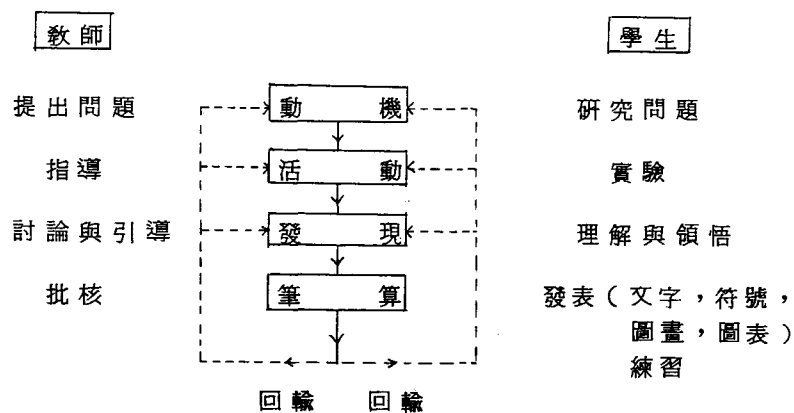 教師 學生
提出問題 動機 研究問題
指導 活動 實驗
討論與引導 發現 理解與領悟
批核 筆算 發表(文字,符號,
圖畫,圖表)
練習
回輸 回輸